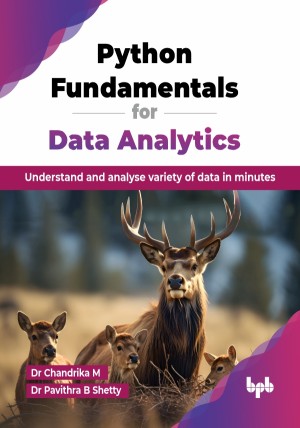 Python
Fundamentals
for
Data Analytics
Understand and analyse variety of data in minutes
Dr Chandrika M
Dr Pavithra B Shetty
bpb